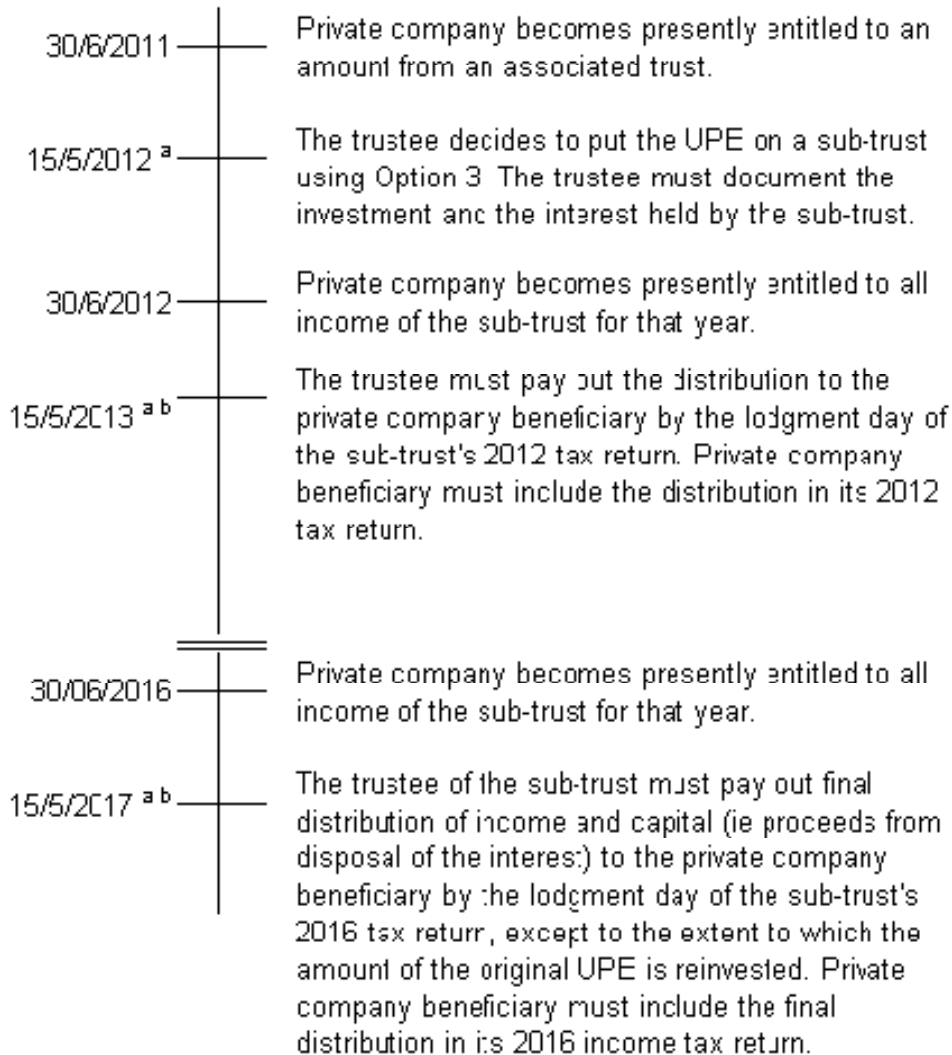 30/6/2011
Private company becomes presently entitled to an
amount from an associated trust.
15/5/2012 a
The trustee decides to put the UPE on a sub-trust
using Option 3 The trustee must document the
investment and the interest held by the sub-trust.
30/6/2012
Private company becomes presently entitled to all
income of the sub-trust for that year.
15/5/2013 a b
The trustee must pay out the distribution to the
private company beneficiary by the lodgment day of
the sub-trust's 2012 tax return. Private company
beneficiary must include the distribution in its 2012
tax return.
30/06/2016
Private company becomes presently entitled to all
income of the sub-trust for that year.
15/5/2017 a b
The trustee of the sub-trust must pay out final
distribution of income and capital (ie proceeds from
disposal of the interest) to the private company
beneficiary by the lodgment day of the sub-trust's
2016 tax return, except to the extent to which the
amount of the original UPE is reinvested. Private
company beneficiary must include the final
distribution in its 2016 income tax return.